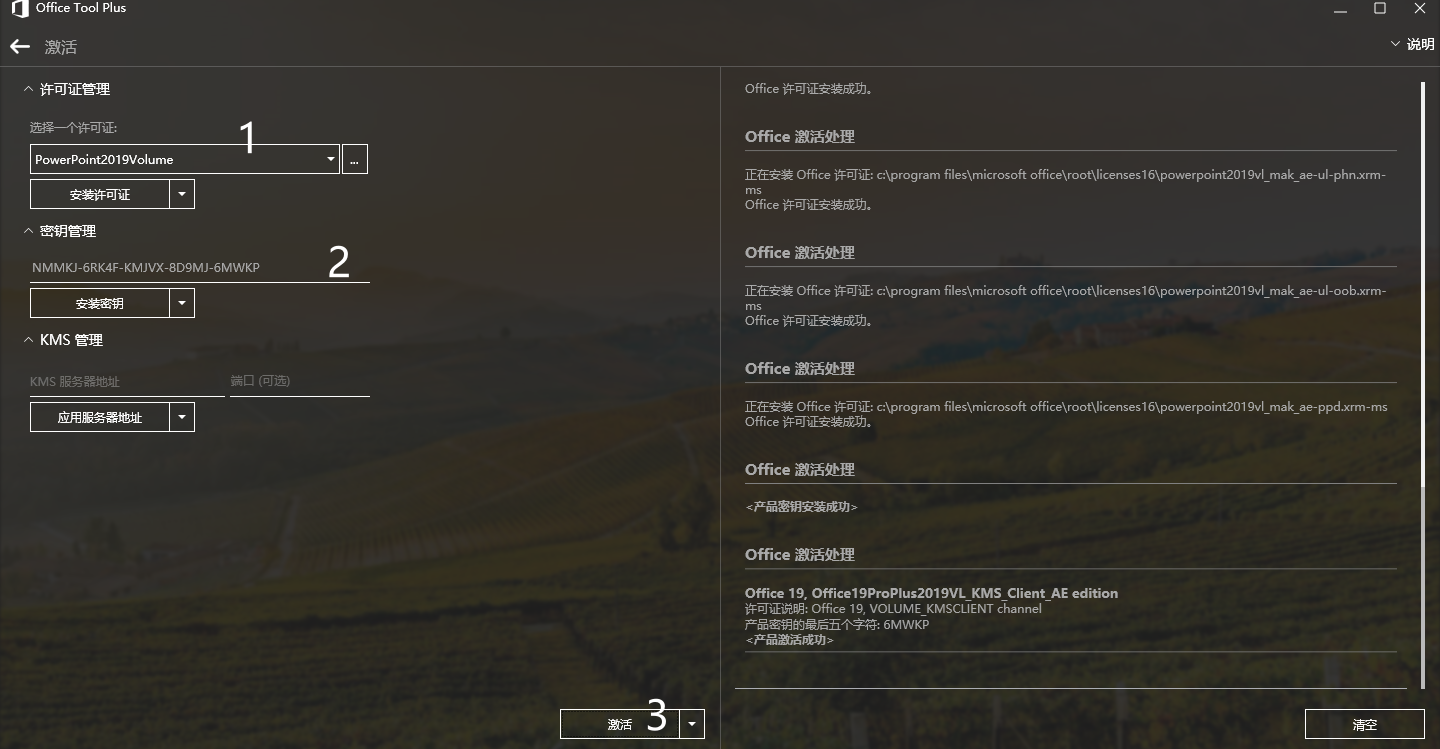 Office Tool Plus
激活
说明
许可证管理
选择一个许可证:
1
PowerPoint2019Volume
...
安装许可证
密钥管理
NMMKJ-6RK4F-KMJVX-8D9MJ-6MWKP
2
安装密钥
KMS 管理
KMS 服务器地址
端口 (可选)
应用服务器地址
激活
3
Office 许可证安装成功。
Office 激活处理
正在安装 Office 许可证: c:\program files\microsoft office\root\licenses16\powerpoint2019vl_mak_ae-ul-phn.xrm-
ms
Office 许可证安装成功。
Office 激活处理
正在安装 Office 许可证: c:\program files\microsoft office\root\licenses16\powerpoint2019vl_mak_ae-ul-oob.xrm-
ms
Office 许可证安装成功。
Office 激活处理
正在安装 Office 许可证: c:\program files\microsoft office\root\licenses16\powerpoint2019vl_mak_ae-ppd.xrm-ms
Office 许可证安装成功。
Office 激活处理
<产品密钥安装成功>
Office 激活处理
Office 19, Office19ProPlus2019VL_KMS_Client_AE edition
许可证说明: Office 19, VOLUME_KMSCLIENT channel
产品密钥的最后五个字符: 6MWKP
<产品激活成功>
清空